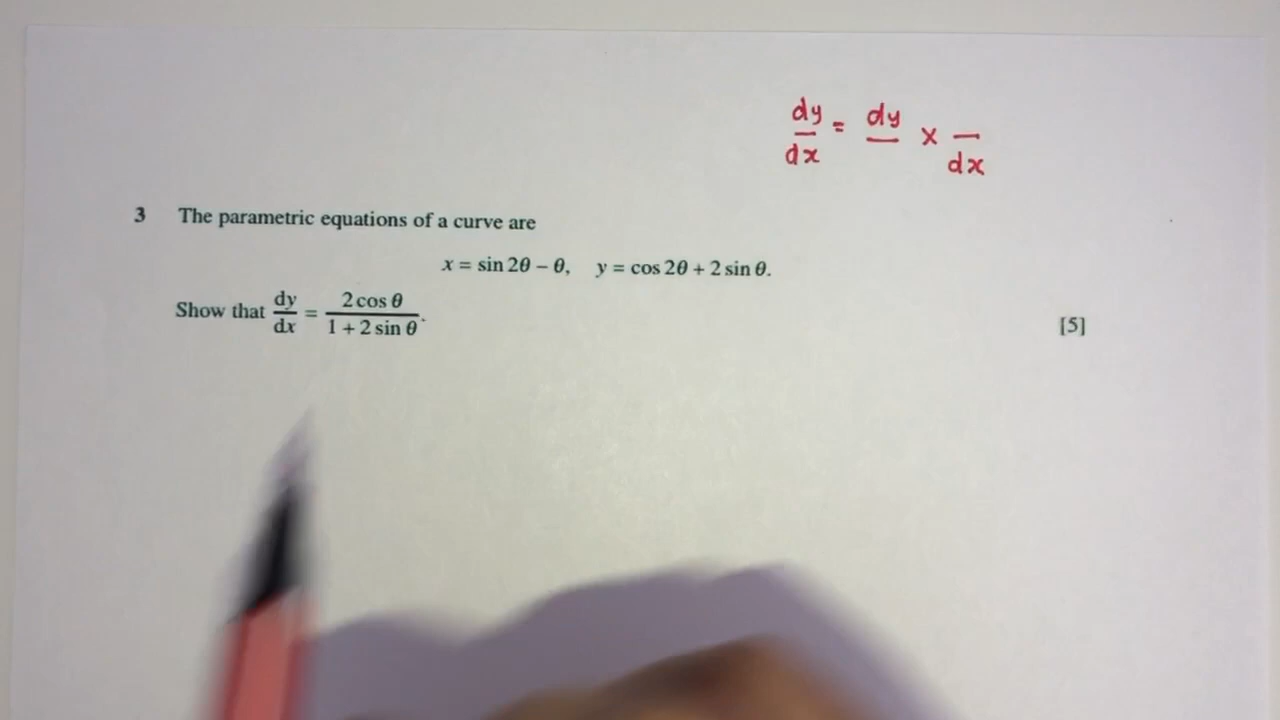 dy/dx = dy/ × /dx
3 The parametric equations of a curve are
x = sin 2θ − θ, y = cos 2θ + 2 sin θ.
Show that dy/dx = 2 cos θ/1 + 2 sin θ.
[5]